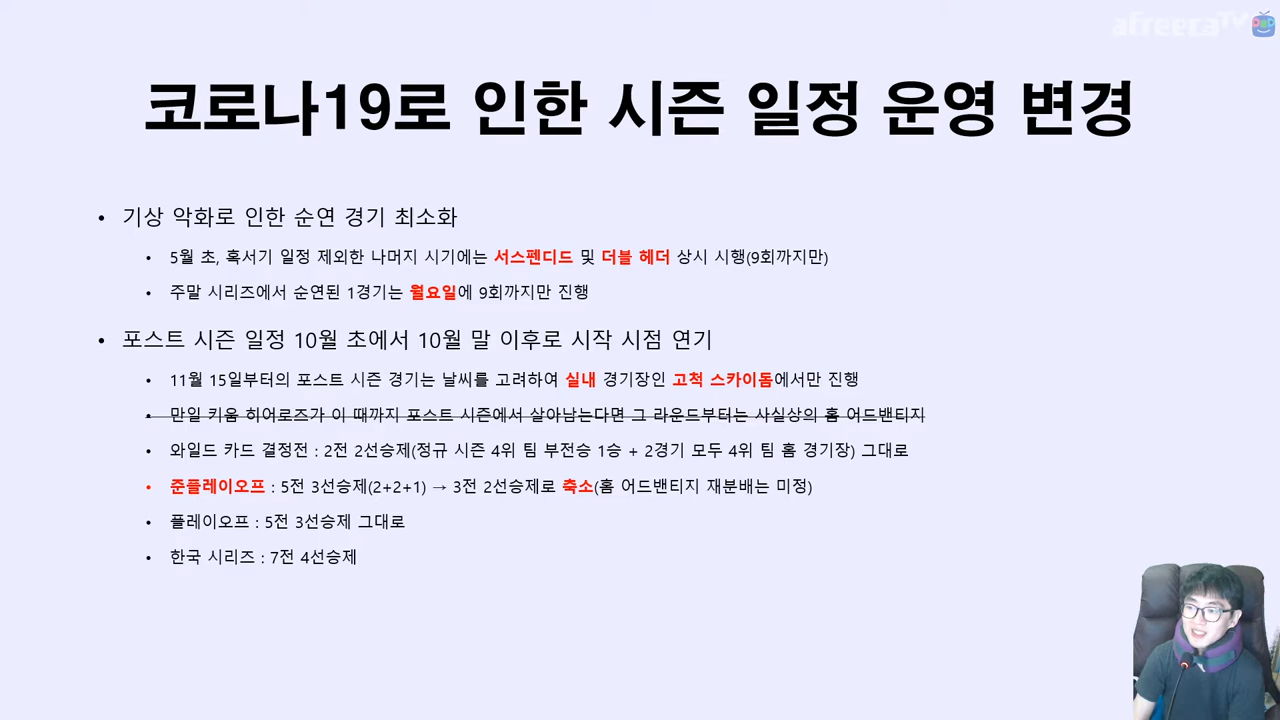 afreecaTV
코로나19로 인한 시즌 일정 운영 변경
• 기상 악화로 인한 순연 경기 최소화
• 5월 초, 혹서기 일정 제외한 나머지 시기에는 서스펜디드 및 더블 헤더 상시 시행(9회까지만)
• 주말 시리즈에서 순연된 1경기는 월요일에 9회까지만 진행
• 포스트 시즌 일정 10월 초에서 10월 말 이후로 시작 시점 연기
• 11월 15일부터의 포스트 시즌 경기는 날씨를 고려하여 실내 경기장인 고척 스카이돔에서만 진행
• 만일 키움 히어로즈가 이 때까지 포스트 시즌에서 살아남는다면 그 라운드부터는 사실상의 홈 어드밴티지
• 와일드 카드 결정전 : 2전 2선승제(정규 시즌 4위 팀 부전승 1승 + 2경기 모두 4위 팀 홈 경기장) 그대로
• 준플레이오프 : 5전 3선승제(2+2+1) → 3전 2선승제로 축소(홈 어드밴티지 재분배는 미정)
• 플레이오프 : 5전 3선승제 그대로
• 한국 시리즈 : 7전 4선승제